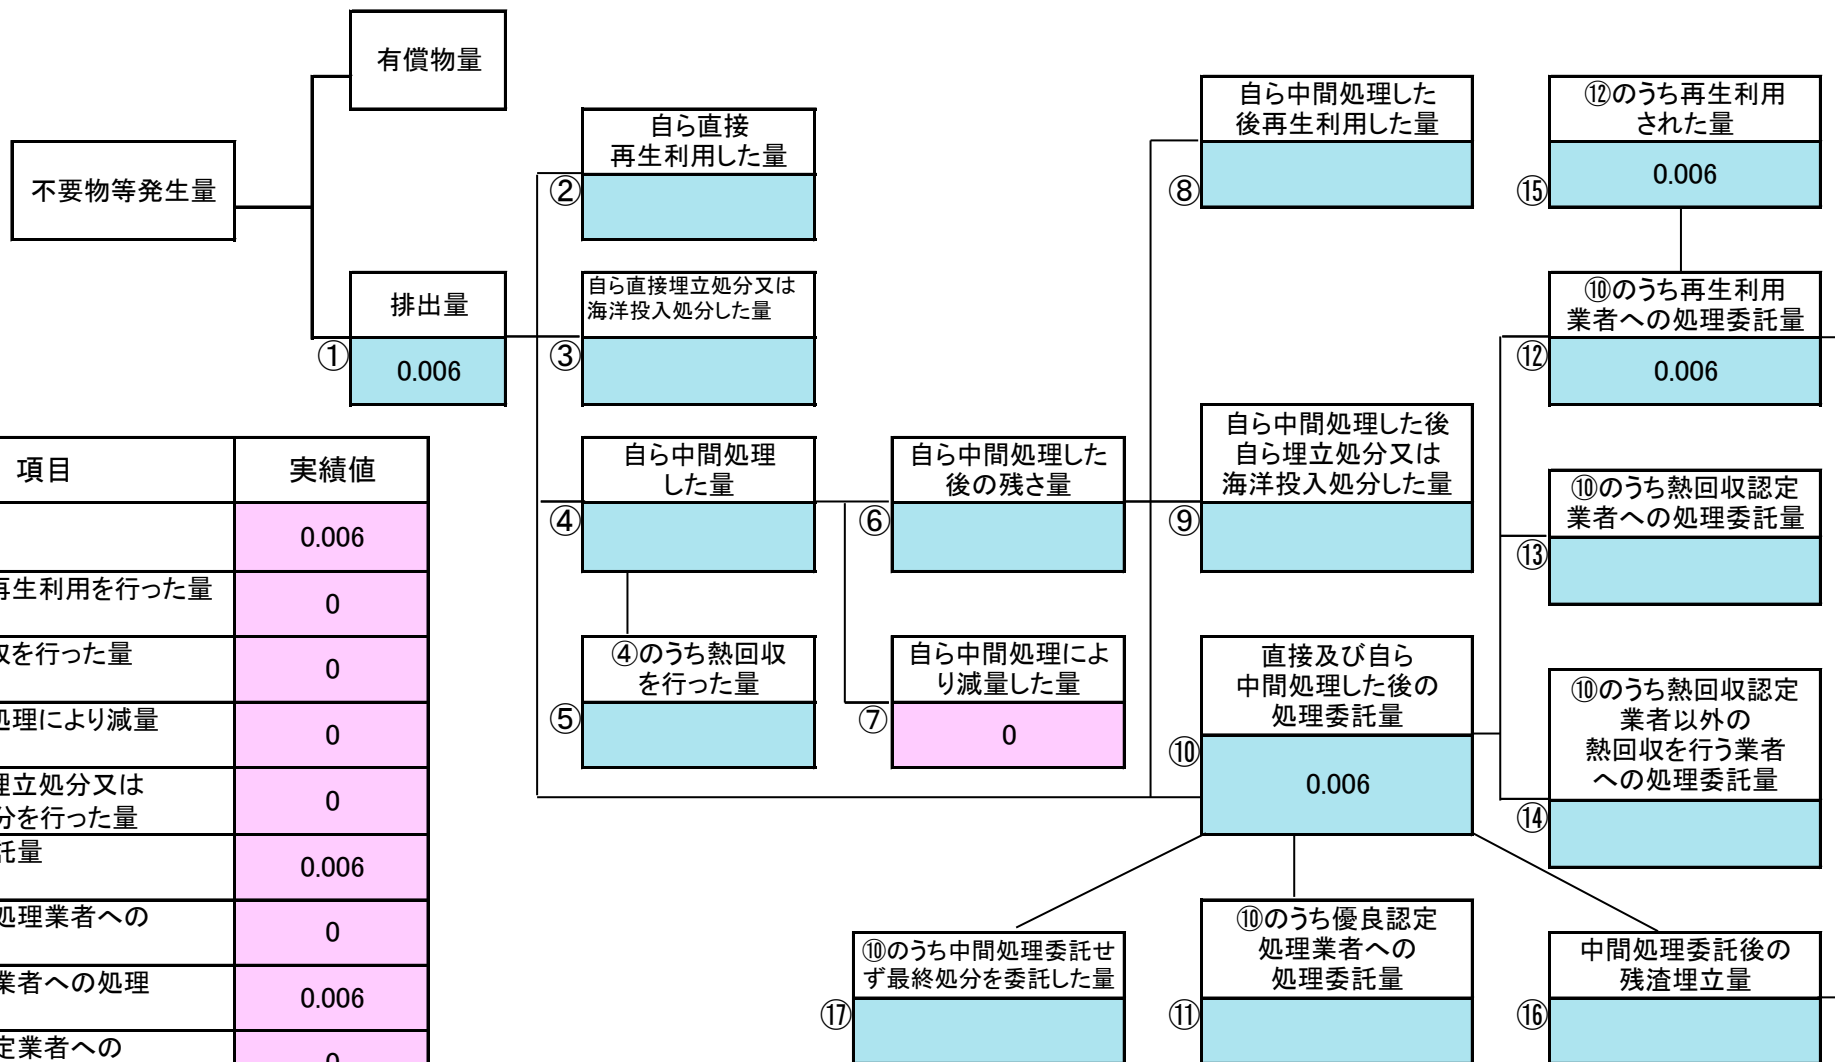 有償物量
不要物等発生量
排出量
①
0.006
自ら直接
再生利用した量
②
自ら直接埋立処分又は
海洋投入処分した量
③
自ら中間処理
した量
④
④のうち熱回収
を行った量
⑤
自ら中間処理した
後の残さ量
⑥
自ら中間処理によ
り減量した量
⑦
0
自ら中間処理した
後再生利用した量
⑧
自ら中間処理した後
自ら埋立処分又は
海洋投入処分した量
⑨
直接及び自ら
中間処理した後の
処理委託量
⑩
0.006
⑫のうち再生利用
された量
0.006
⑮
⑩のうち再生利用
業者への処理委託量
⑫
0.006
⑩のうち熱回収認定
業者への処理委託量
⑬
⑩のうち熱回収認定
業者以外の
熱回収を行う業者
への処理委託量
⑭
⑩のうち中間処理委託せ
ず最終処分を委託した量
⑰
⑩のうち優良認定
処理業者への
処理委託量
⑪
中間処理委託後の
残渣埋立量
⑯
項目 実績値
0.006
再生利用を行った量
0
を行った量
0
処理により減量
0
埋立処分又は
分を行った量
0
託量
0.006
処理業者への
0
業者への処理
0.006
定業者への
0